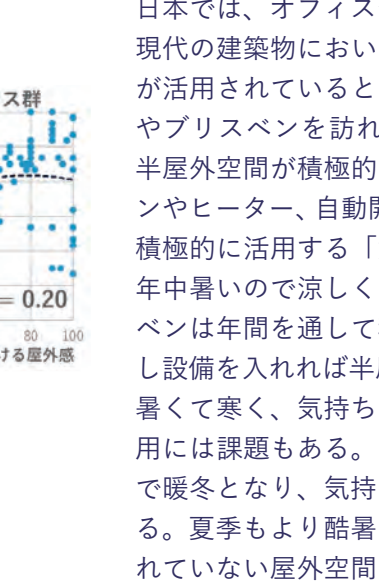 ス群
= 0.20
80 100
ける屋外感
日本では、オフィス
現代の建築物におい
が活用されていると
やブリスベンを訪れ
半屋外空間が積極的
ンやヒーター、自動開
積極的に活用する「
年中暑いので涼しく
ベンは年間を通して
し設備を入れれば半
暑くて寒く、気持ち
用には課題もある。
で暖冬となり、気持
る。夏季もより酷暑
れていない屋外空間